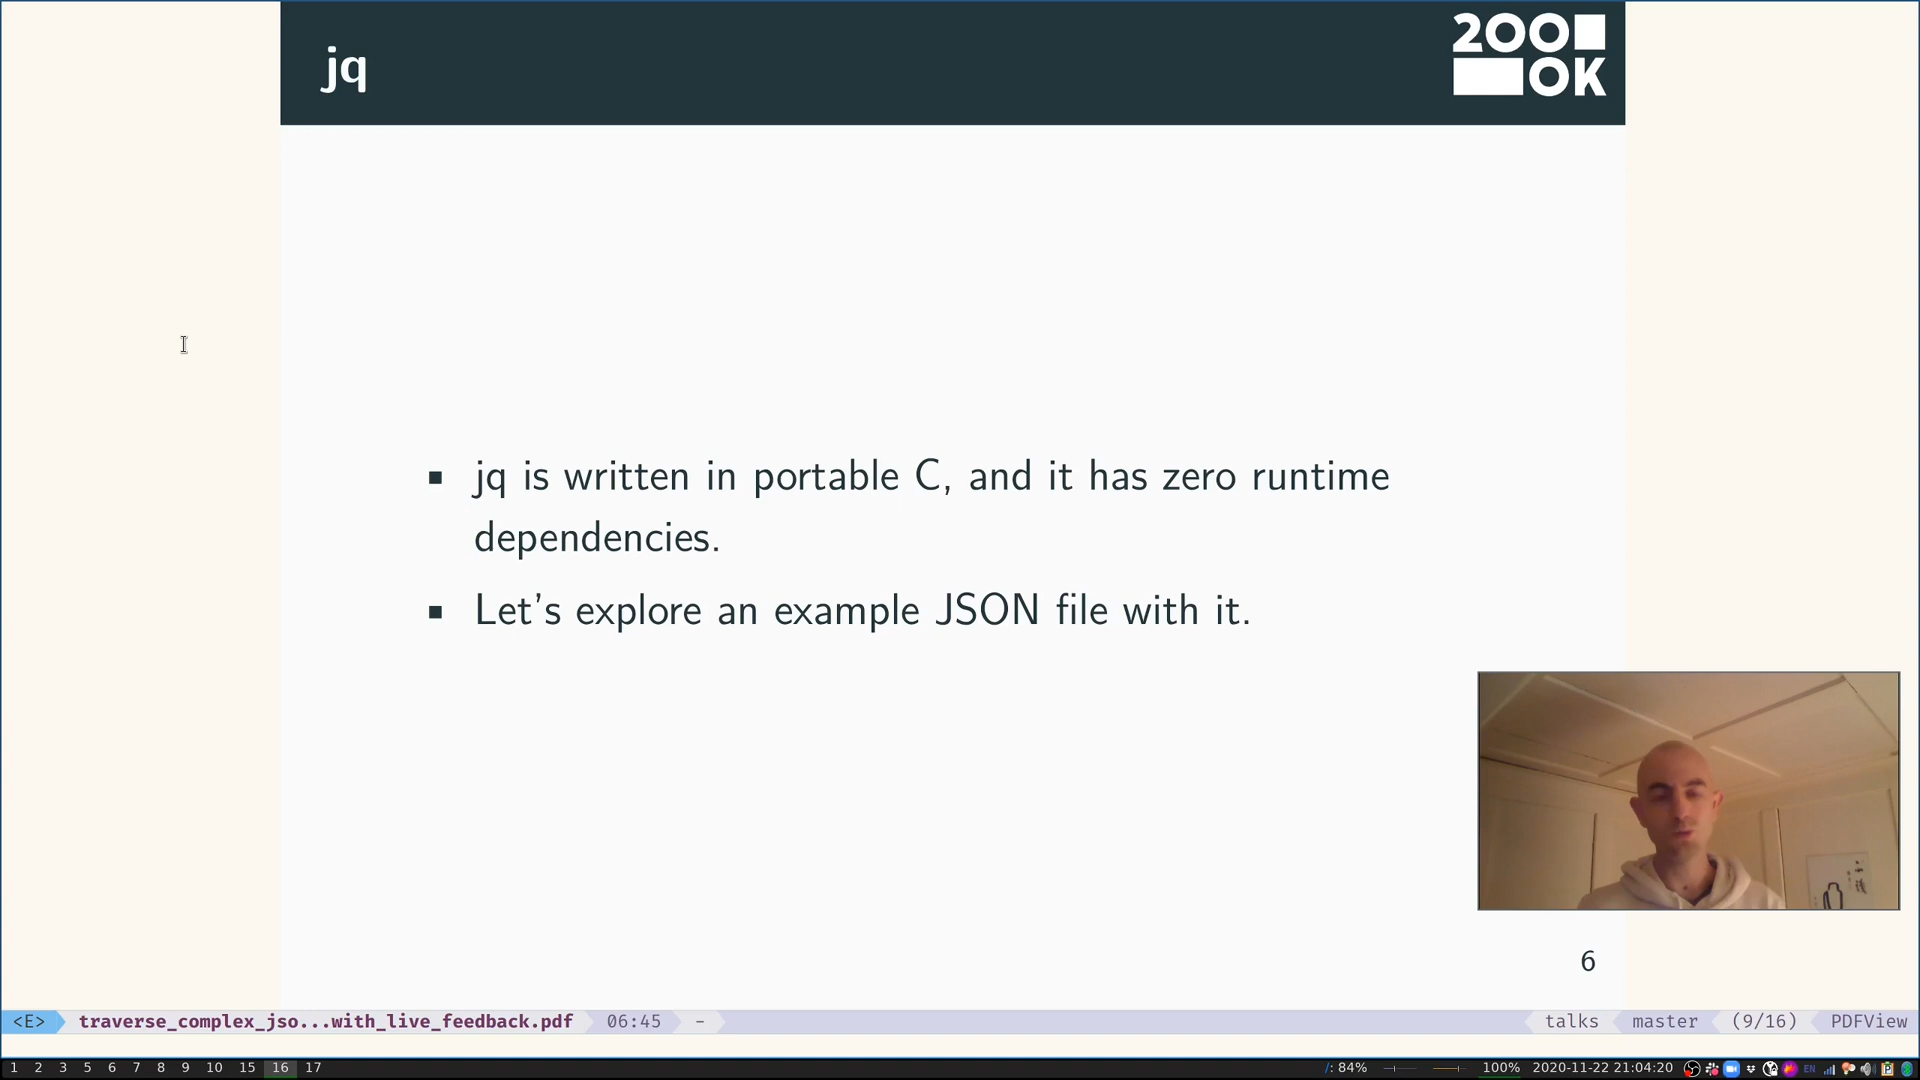 jq
200
OK
jq is written in portable C, and it has zero runtime
dependencies.
Let's explore an example JSON file with it.
6
<E> traverse_complex_jso...with_live_feedback.pdf 06:45 - talks master (9/16) PDFView
1 2 3 5 6 7 8 9 10 15 16 17 /: 84% 100% 2020-11-22 21:04:20 EN